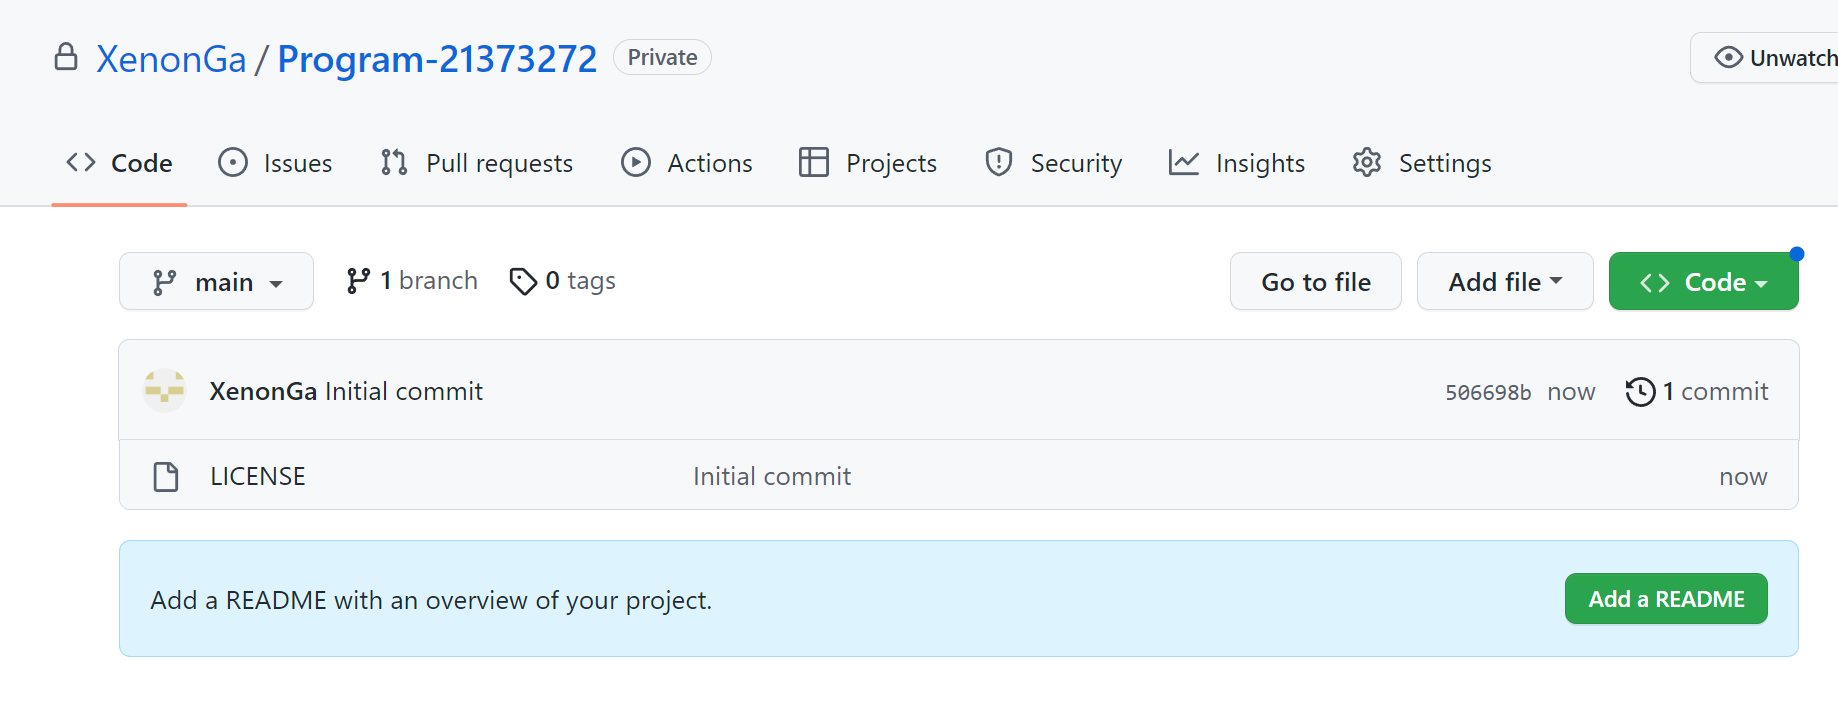 XenonGa / Program-21373272 Private Unwatch
Code Issues Pull requests Actions Projects Security Insights Settings
main 1 branch 0 tags Go to file Add file Code
XenonGa Initial commit 506698b now 1 commit
LICENSE Initial commit now
Add a README with an overview of your project. Add a README